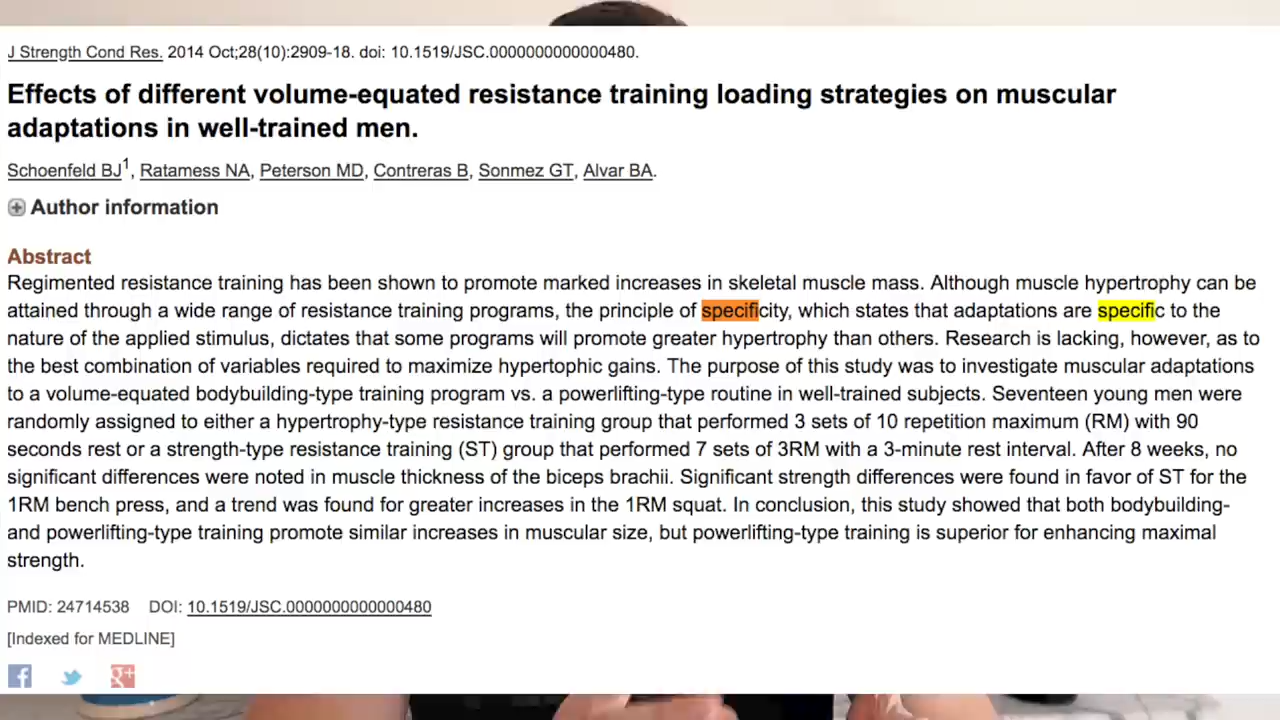 J Strength Cond Res. 2014 Oct;28(10):2909-18. doi: 10.1519/JSC.0000000000000480.
Effects of different volume-equated resistance training loading strategies on muscular
adaptations in well-trained men.
Schoenfeld BJ1, Ratamess NA, Peterson MD, Contreras B, Sonmez GT, Alvar BA.
Author information
Abstract
Regimented resistance training has been shown to promote marked increases in skeletal muscle mass. Although muscle hypertrophy can be
attained through a wide range of resistance training programs, the principle of specificity, which states that adaptations are specific to the
nature of the applied stimulus, dictates that some programs will promote greater hypertrophy than others. Research is lacking, however, as to
the best combination of variables required to maximize hypertophic gains. The purpose of this study was to investigate muscular adaptations
to a volume-equated bodybuilding-type training program vs. a powerlifting-type routine in well-trained subjects. Seventeen young men were
randomly assigned to either a hypertrophy-type resistance training group that performed 3 sets of 10 repetition maximum (RM) with 90
seconds rest or a strength-type resistance training (ST) group that performed 7 sets of 3RM with a 3-minute rest interval. After 8 weeks, no
significant differences were noted in muscle thickness of the biceps brachii. Significant strength differences were found in favor of ST for the
1RM bench press, and a trend was found for greater increases in the 1RM squat. In conclusion, this study showed that both bodybuilding-
and powerlifting-type training promote similar increases in muscular size, but powerlifting-type training is superior for enhancing maximal
strength.
PMID: 24714538 DOI: 10.1519/JSC.0000000000000480
[Indexed for MEDLINE]
g+